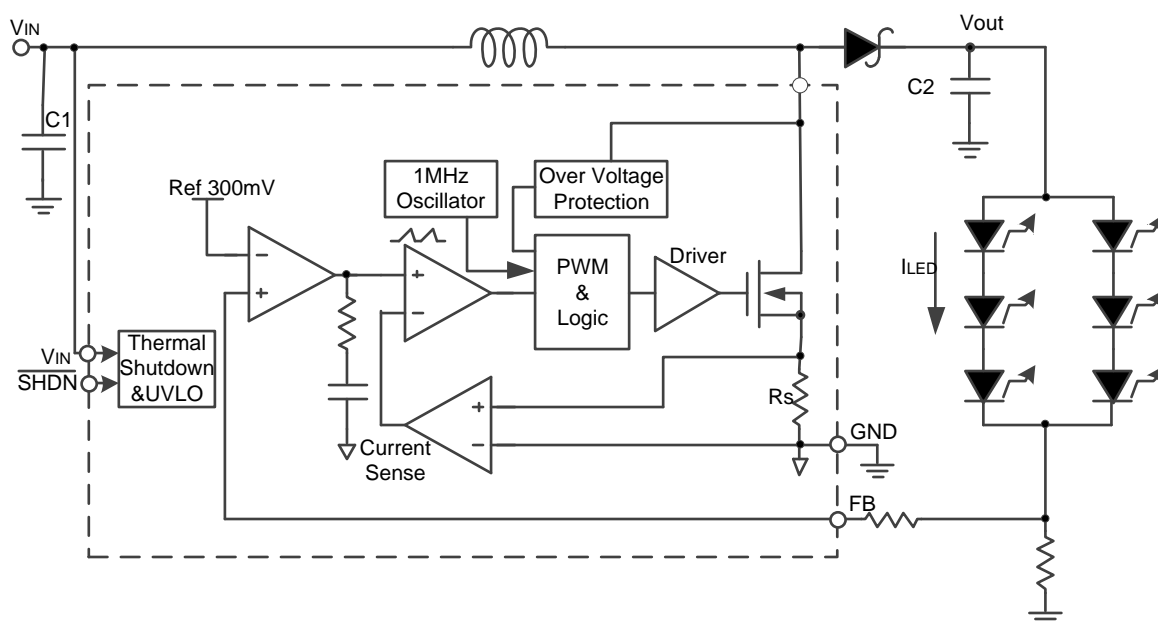 VIN
Vout
C1
C2
Ref 300mV
1MHz
Oscillator
Over Voltage
Protection
−
+
+
−
PWM
&
Logic
Driver
ILED
VIN
SHDN
Thermal
Shutdown
&UVLO
+
−
Current
Sense
Rs
GND
FB